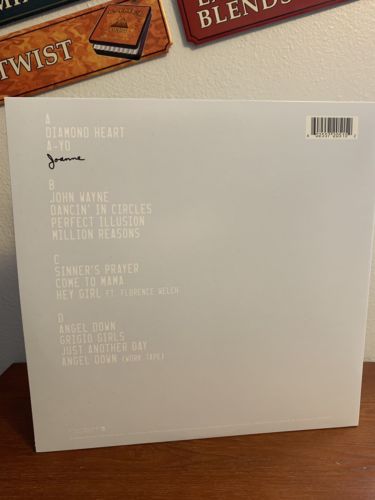 TWIST
BLENDS
A
DIAMOND HEART
A-YO
Joanne
B
JOHN WAYNE
DANCIN' IN CIRCLES
PERFECT ILLUSION
MILLION REASONS
C
SINNER'S PRAYER
COME TO MAMA
HEY GIRL FT. FLORENCE WELCH
D
ANGEL DOWN
GRIGIO GIRLS
JUST ANOTHER DAY
ANGEL DOWN (WORK TAPE)